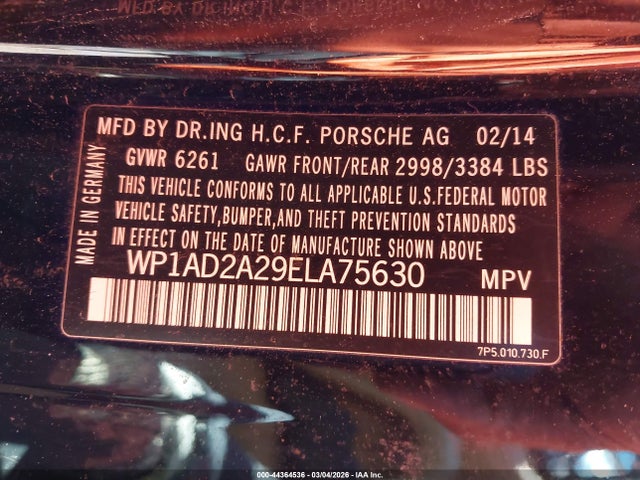 MFD BY DR.ING H.C.F. PORSCHE AG 02/14
GVWR 6261 GAWR FRONT/REAR 2998/3384 LBS
THIS VEHICLE CONFORMS TO ALL APPLICABLE U.S.FEDERAL MOTOR
VEHICLE SAFETY,BUMPER,AND THEFT PREVENTION STANDARDS
IN EFFECT ON THE DATE OF MANUFACTURE SHOWN ABOVE
WP1AD2A29ELA75630 MPV
7P5.010.730.F
MADE IN GERMANY
000-44364536 - 03/04/2026 - IAA Inc.